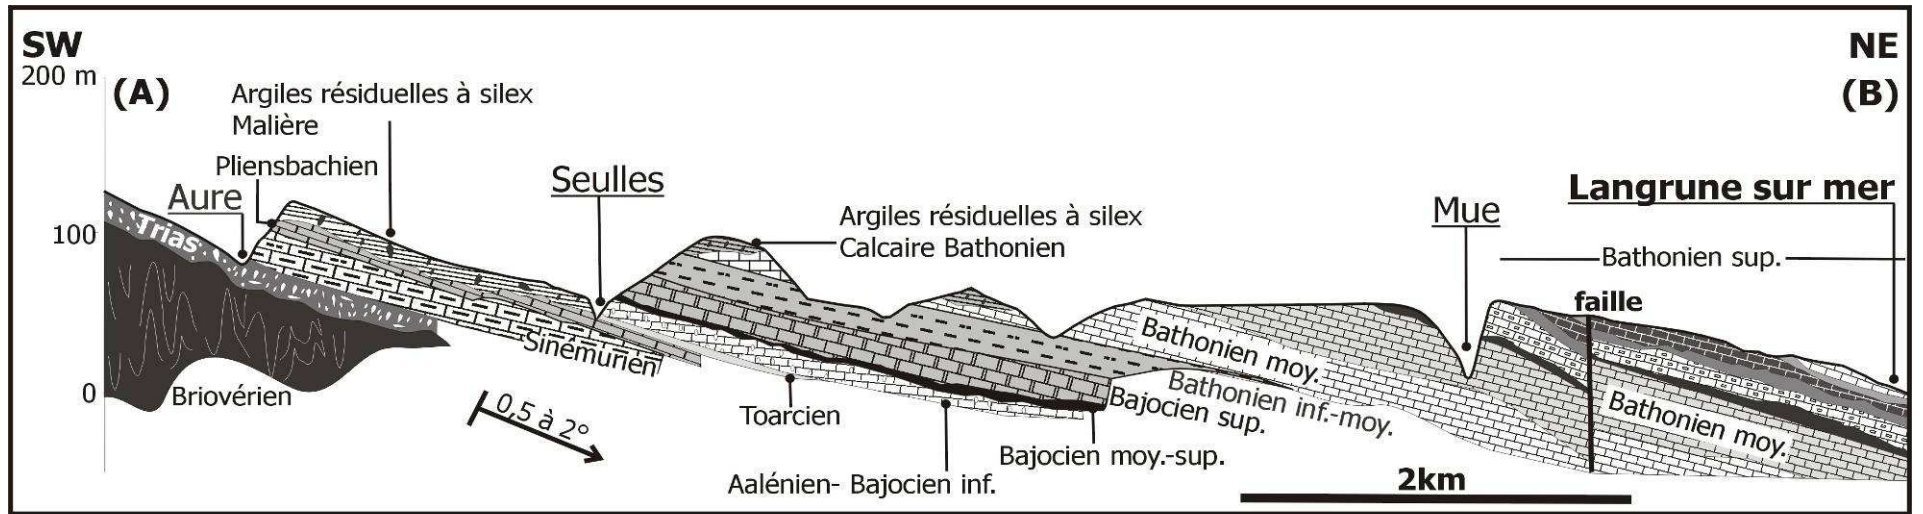 SW
200 m
(A)
NE
(B)
Argiles résiduelles à silex
Malière
Pliensbachien
Aure
Seulles
Argiles résiduelles à silex
Calcaire Bathonien
Mue
Langrune sur mer
Bathonien sup.
faille
Trias
100
Sinémurien
Bathonien moy.
Bathonien inf.-moy.
Bajocien sup.
Bathonien moy.
0
Briovérien
0,5 à 2°
Toarcien
Bajocien moy.-sup.
Aalénien- Bajocien inf.
2km